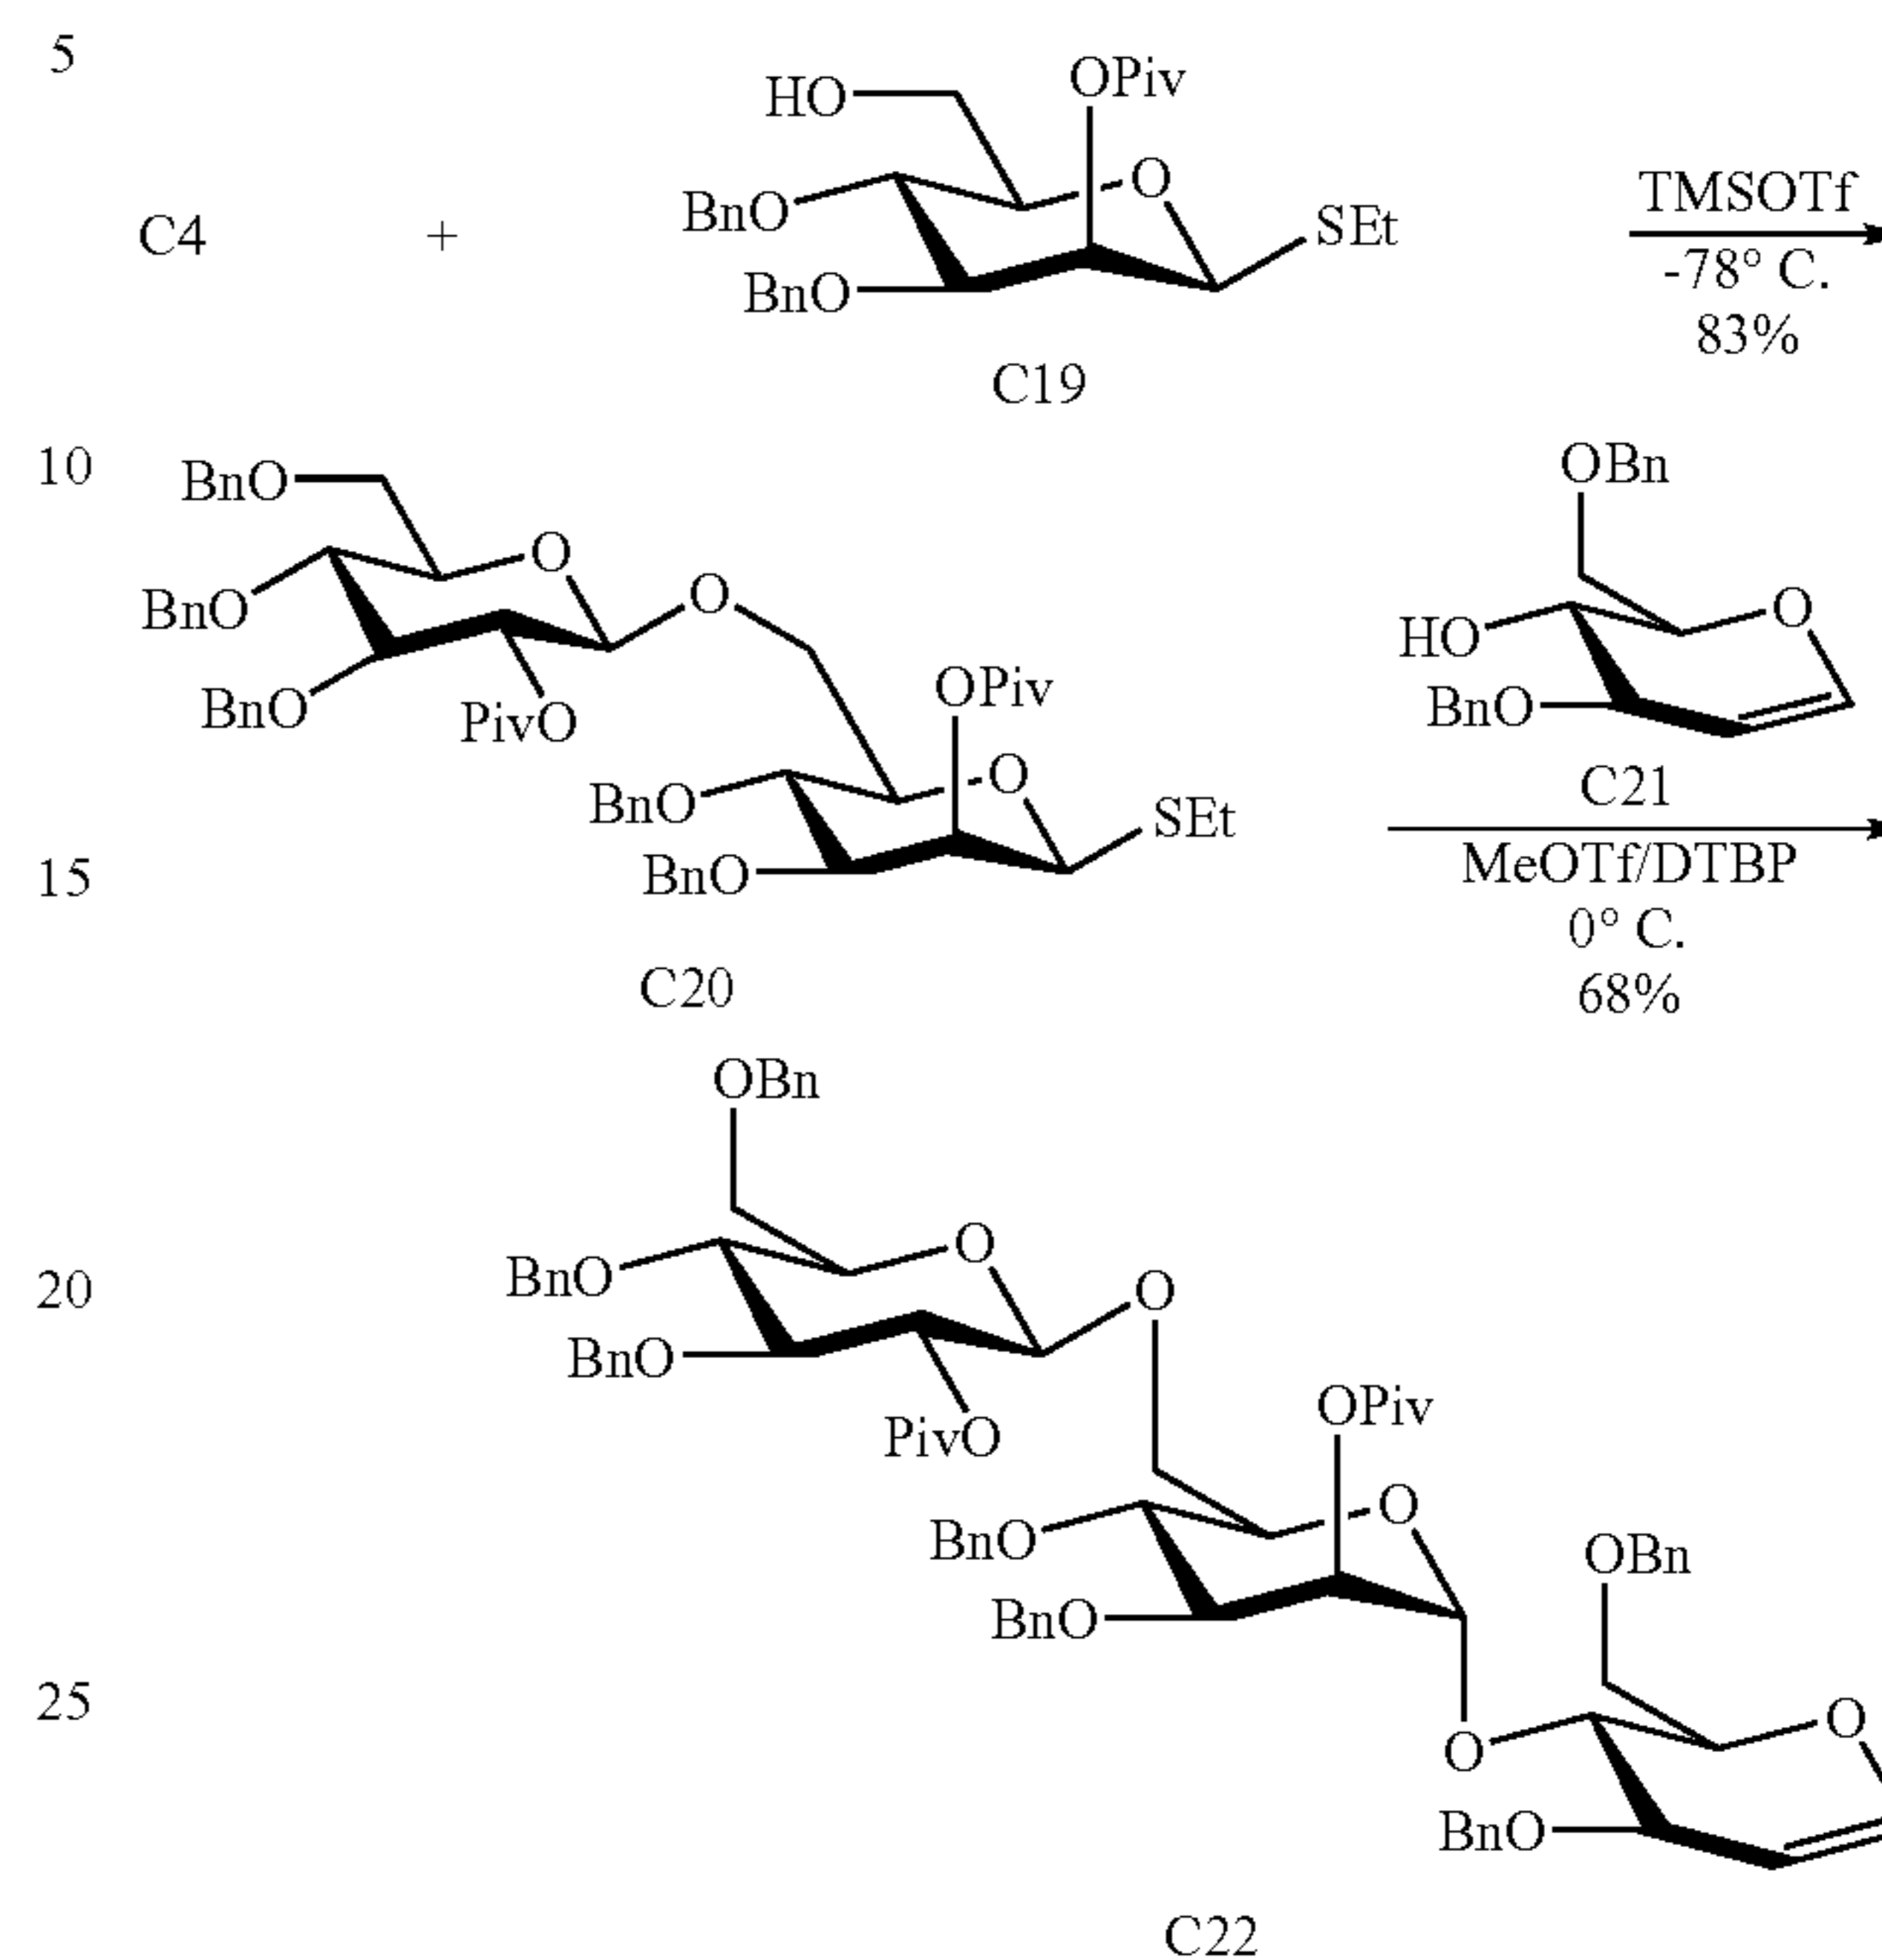 5
HO
OPiv
O
BnO
SEt
BnO
C4 +
TMSOTf
-78° C.
83%
C19
10
BnO
O
BnO
O
BnO
PivO
OPiv
O
BnO
SEt
BnO
15
C20
OBn
O
HO
BnO
C21
MeOTf/DTBP
0° C.
68%
OBn
20
O
BnO
O
BnO
PivO
OPiv
O
BnO
BnO
OBn
25
O
O
BnO
C22